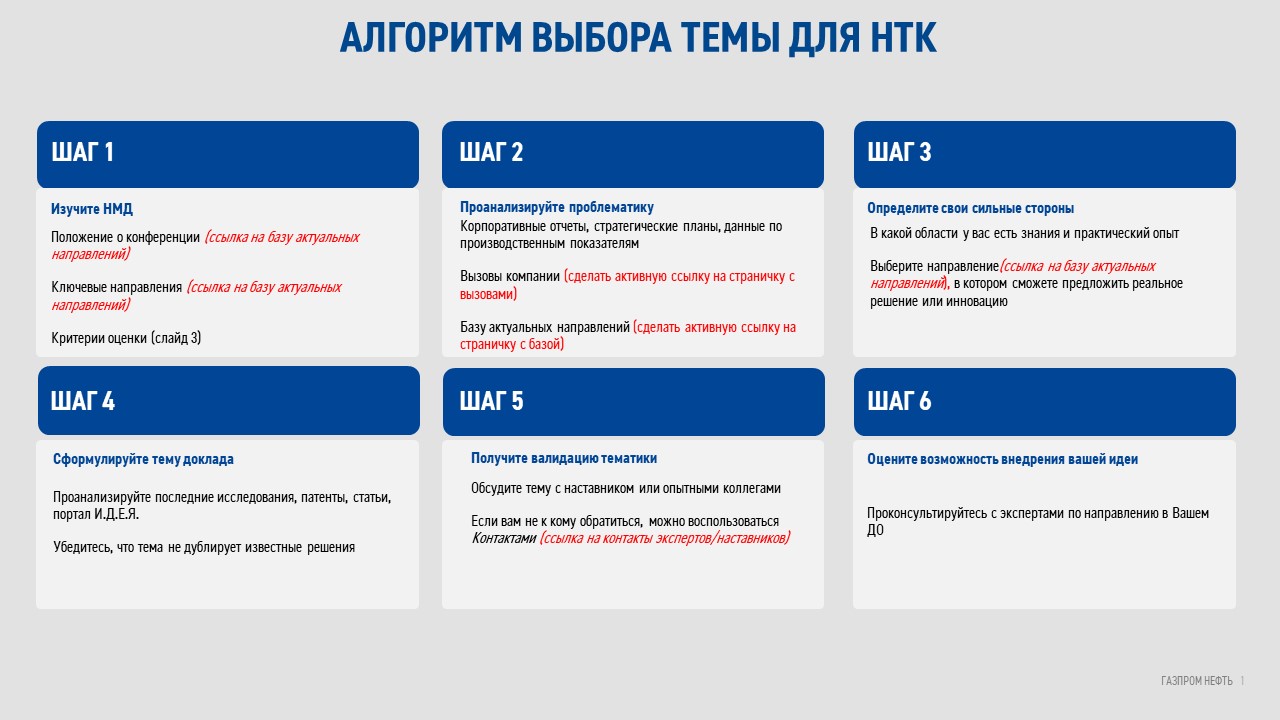 АЛГОРИТМ ВЫБОРА ТЕМЫ ДЛЯ НТК
ШАГ 1
Изучите НМД
Положение о конференции (ссылка на базу актуальных
направлений)
Ключевые направления (ссылка на базу актуальных
направлений)
Критерии оценки (слайд 3)
ШАГ 2
Проанализируйте проблематику
Корпоративные отчеты, стратегические планы, данные по
производственным показателям
Вызовы компании (сделать активную ссылку на страничку с
вызовами)
Базу актуальных направлений (сделать активную ссылку на
страничку с базой)
ШАГ 3
Определите свои сильные стороны
В какой области у вас есть знания и практический опыт
Выберите направление(ссылка на базу актуальных
направлений), в котором сможете предложить реальное
решение или инновацию
ШАГ 4
Сформулируйте тему доклада
Проанализируйте последние исследования, патенты, статьи,
портал И.Д.Е.Я.
Убедитесь, что тема не дублирует известные решения
ШАГ 5
Получите валидацию тематики
Обсудите тему с наставником или опытными коллегами
Если вам не к кому обратиться, можно воспользоваться
Контактами (ссылка на контакты экспертов/наставников)
ШАГ 6
Оцените возможность внедрения вашей идеи
Проконсультируйтесь с экспертами по направлению в Вашем
ДО
ГАЗПРОМ НЕФТЬ 1